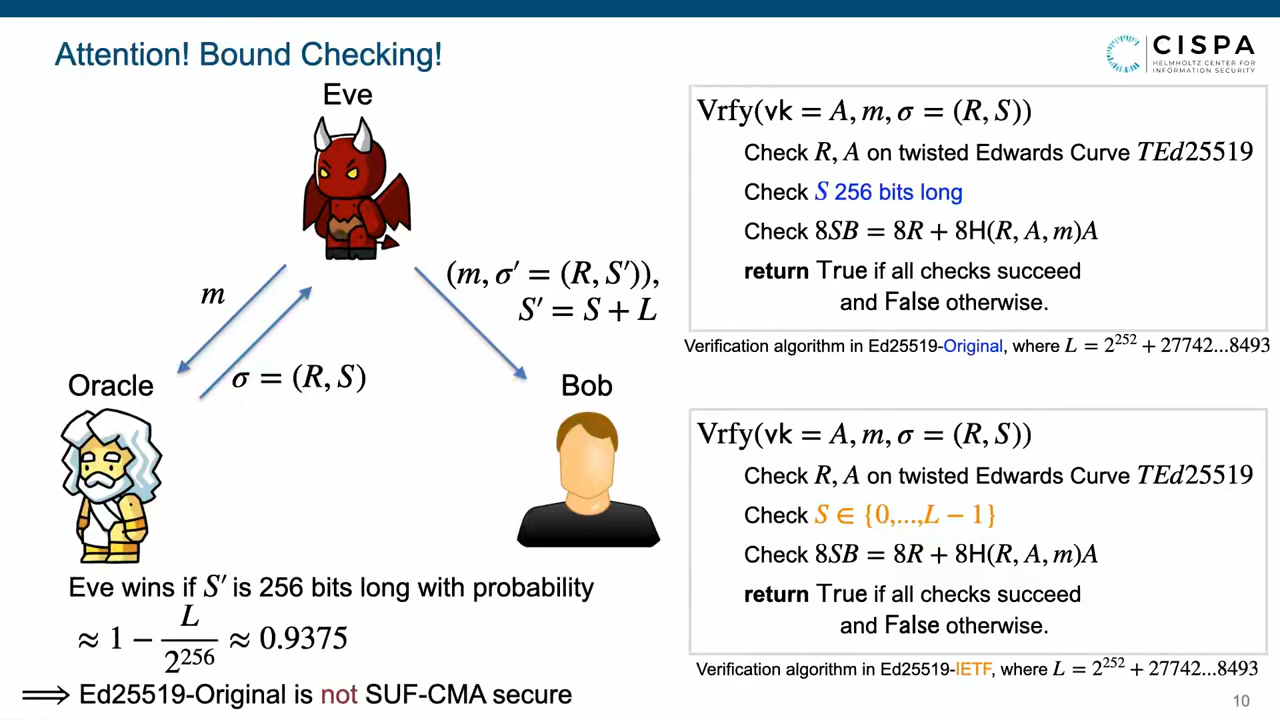 Attention! Bound Checking!
CISPA
HELMHOLTZ CENTER FOR
INFORMATION SECURITY
Eve
m
σ = (R, S)
(m, σ′ = (R, S′)),
S′ = S + L
Oracle
Bob
Eve wins if S′ is 256 bits long with probability
≈ 1 − L/2²⁵⁶ ≈ 0.9375
⟹ Ed25519-Original is not SUF-CMA secure
Vrfy(vk = A, m, σ = (R, S))
Check R, A on twisted Edwards Curve TEd25519
Check S 256 bits long
Check 8SB = 8R + 8H(R, A, m)A
return True if all checks succeed
and False otherwise.
Verification algorithm in Ed25519-Original, where L = 2²⁵² + 27742...8493
Vrfy(vk = A, m, σ = (R, S))
Check R, A on twisted Edwards Curve TEd25519
Check S ∈ {0,...,L − 1}
Check 8SB = 8R + 8H(R, A, m)A
return True if all checks succeed
and False otherwise.
Verification algorithm in Ed25519-IETF, where L = 2²⁵² + 27742...8493
10